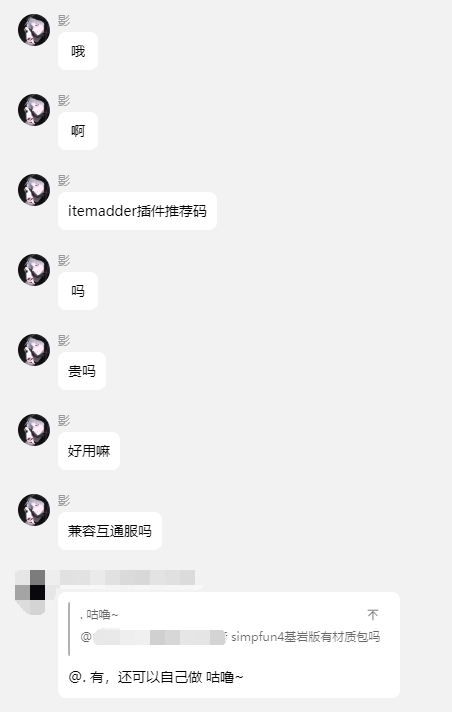 影
哦
影
啊
影
itemadder插件推荐码
影
吗
影
贵吗
影
好用嘛
影
兼容互通服吗
. 咕噜~
@ simpfun4基岩版有材质包吗
@. 有，还可以自己做 咕噜~